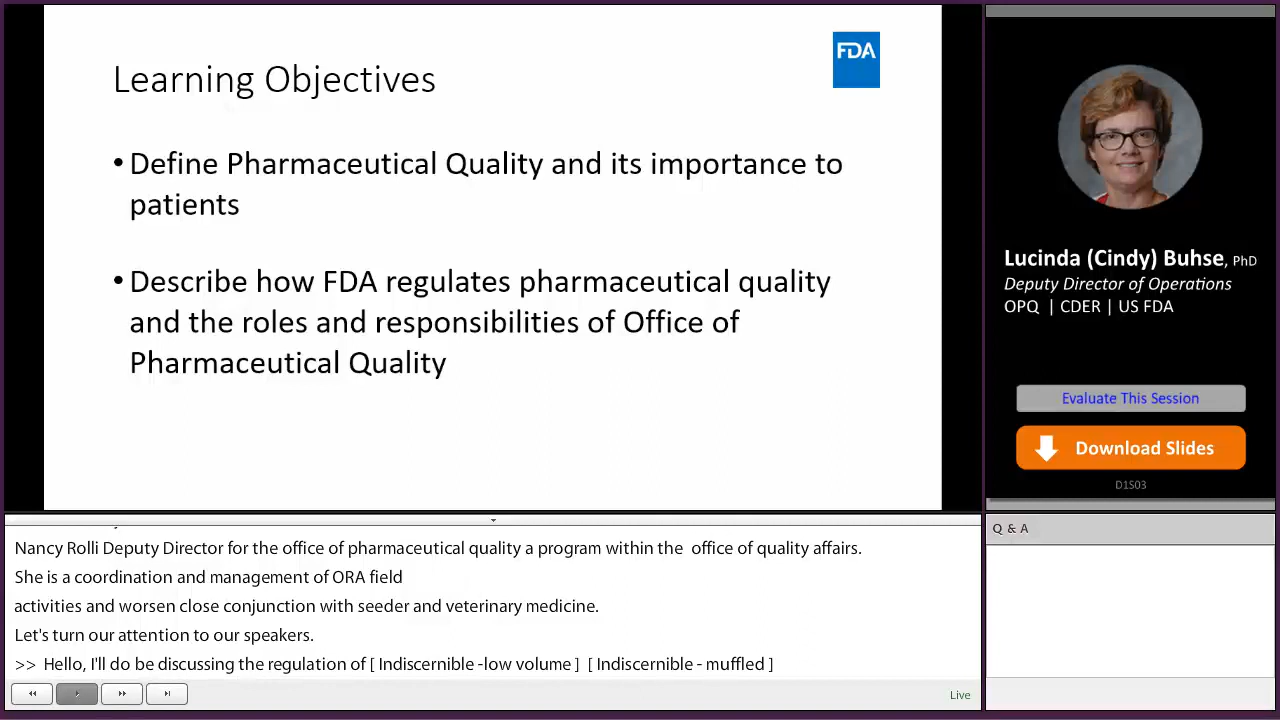 Learning Objectives
FDA
• Define Pharmaceutical Quality and its importance to
patients
• Describe how FDA regulates pharmaceutical quality
and the roles and responsibilities of Office of
Pharmaceutical Quality
Lucinda (Cindy) Buhse, PhD
Deputy Director of Operations
OPQ | CDER | US FDA
Evaluate This Session
Download Slides
D1S03
Nancy Rolli Deputy Director for the office of pharmaceutical quality a program within the office of quality affairs.
She is a coordination and management of ORA field
activities and worsen close conjunction with seeder and veterinary medicine.
Let's turn our attention to our speakers.
>> Hello, I'll do be discussing the regulation of [ Indiscernible -low volume ] [ Indiscernible - muffled ]
Live
Q & A